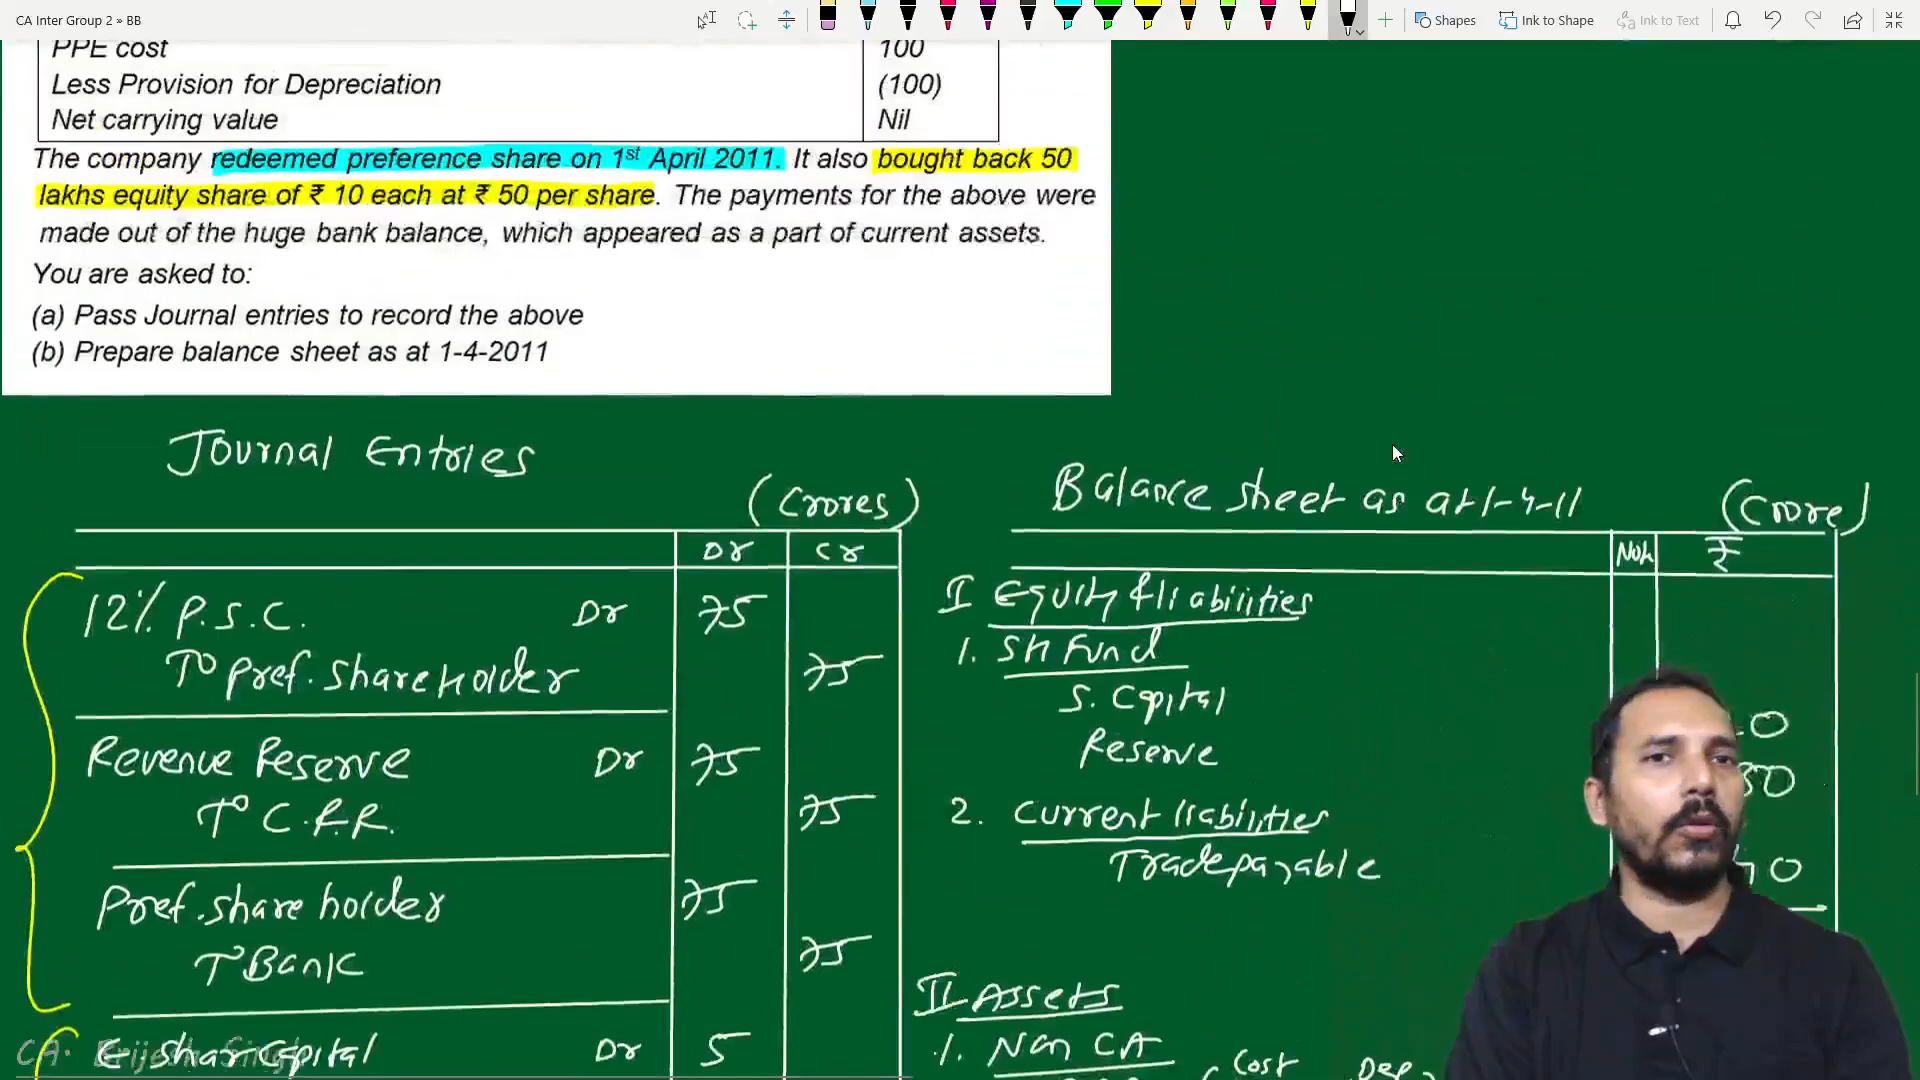 CA Inter Group 2 » BB
Shapes
Ink to Shape
Ink to Text
PPE cost 100
Less Provision for Depreciation (100)
Net carrying value Nil
The company redeemed preference share on 1st April 2011. It also bought back 50
lakhs equity share of ₹ 10 each at ₹ 50 per share. The payments for the above were
made out of the huge bank balance, which appeared as a part of current assets.
You are asked to:
(a) Pass Journal entries to record the above
(b) Prepare balance sheet as at 1-4-2011
Journal Entries
(Crores)
Dr Cr
12% P.S.C. Dr 75
To Pref. Shareholder 75
Revenue Reserve Dr 75
To C.R.R. 75
Pref. share holder 75
To Bank 75
E. Shar Capital Dr 5
CA. Brijesh Singh
Balance sheet as at 1-4-11
(Crore)
₹
I Equity & liabilities
1. SH Fund
S. Capital
Reserve
2. Current liabilities
Trade payable
II Assets
1. Non CA
Cost Dep